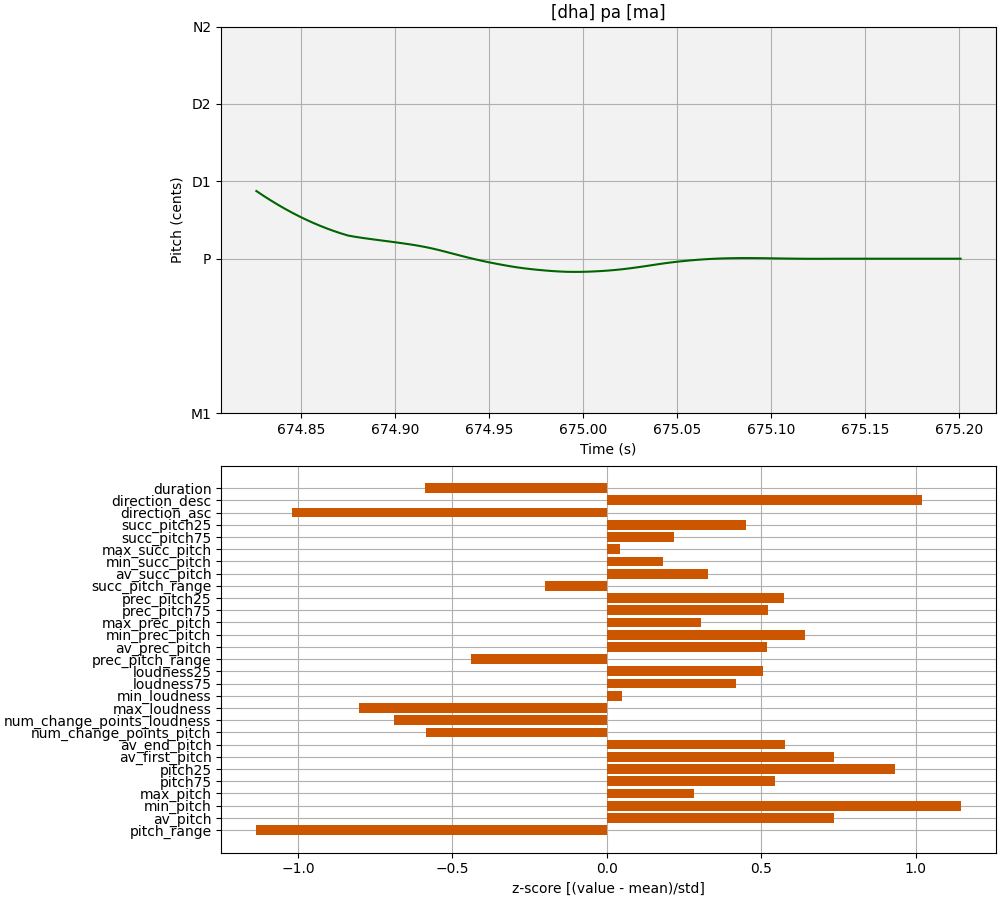 [dha] pa [ma]
N2
D2
D1
P
M1
Pitch (cents)
674.85 674.90 674.95 675.00 675.05 675.10 675.15 675.20
Time (s)
duration
direction_desc
direction_asc
succ_pitch25
succ_pitch75
max_succ_pitch
min_succ_pitch
av_succ_pitch
succ_pitch_range
prec_pitch25
prec_pitch75
max_prec_pitch
min_prec_pitch
av_prec_pitch
prec_pitch_range
loudness25
loudness75
min_loudness
max_loudness
num_change_points_loudness
num_change_points_pitch
av_end_pitch
av_first_pitch
pitch25
pitch75
max_pitch
min_pitch
av_pitch
pitch_range
−1.0 −0.5 0.0 0.5 1.0
z-score [(value - mean)/std]